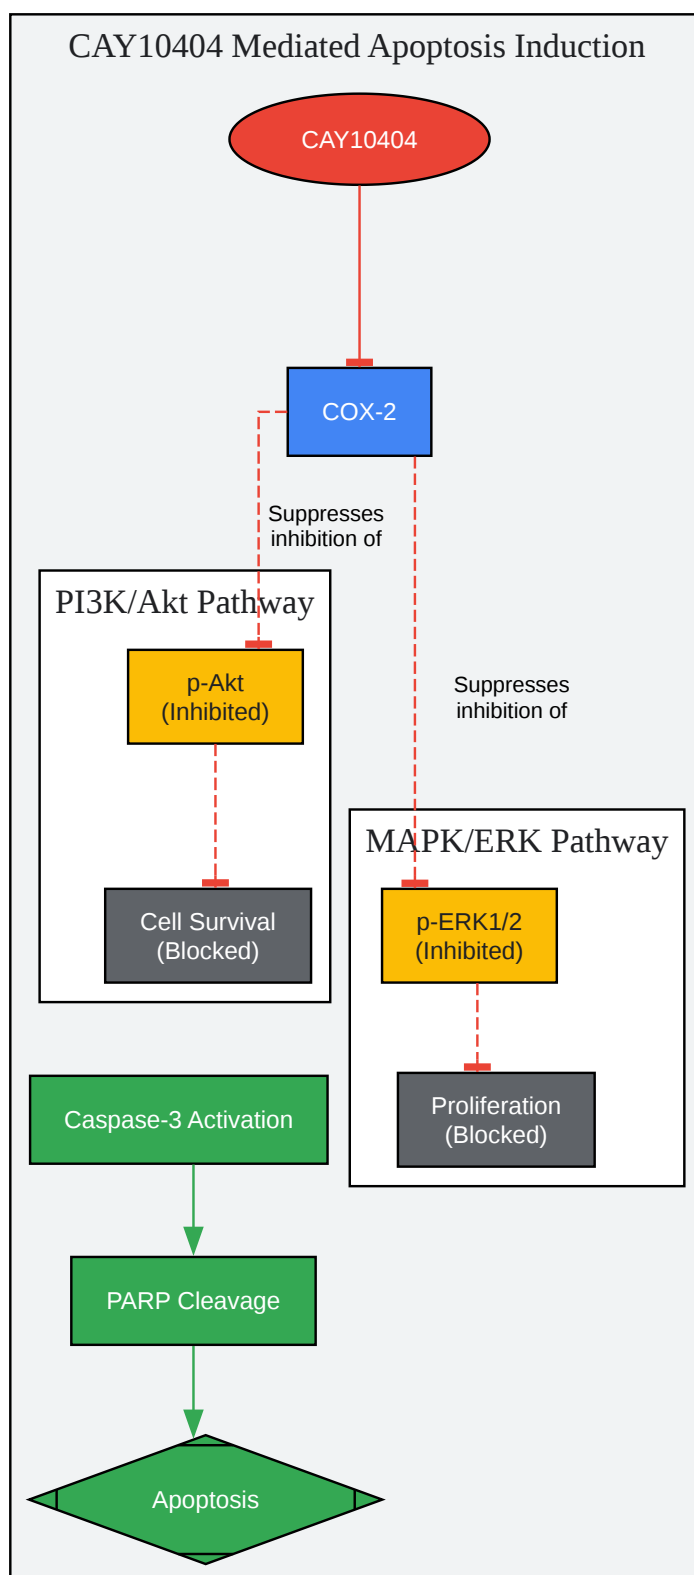 CAY10404 Mediated Apoptosis Induction
CAY10404
COX-2
Suppresses
inhibition of
PI3K/Akt Pathway
p-Akt
(Inhibited)
Suppresses
inhibition of
MAPK/ERK Pathway
Cell Survival
(Blocked)
p-ERK1/2
(Inhibited)
Caspase-3 Activation
Proliferation
(Blocked)
PARP Cleavage
Apoptosis